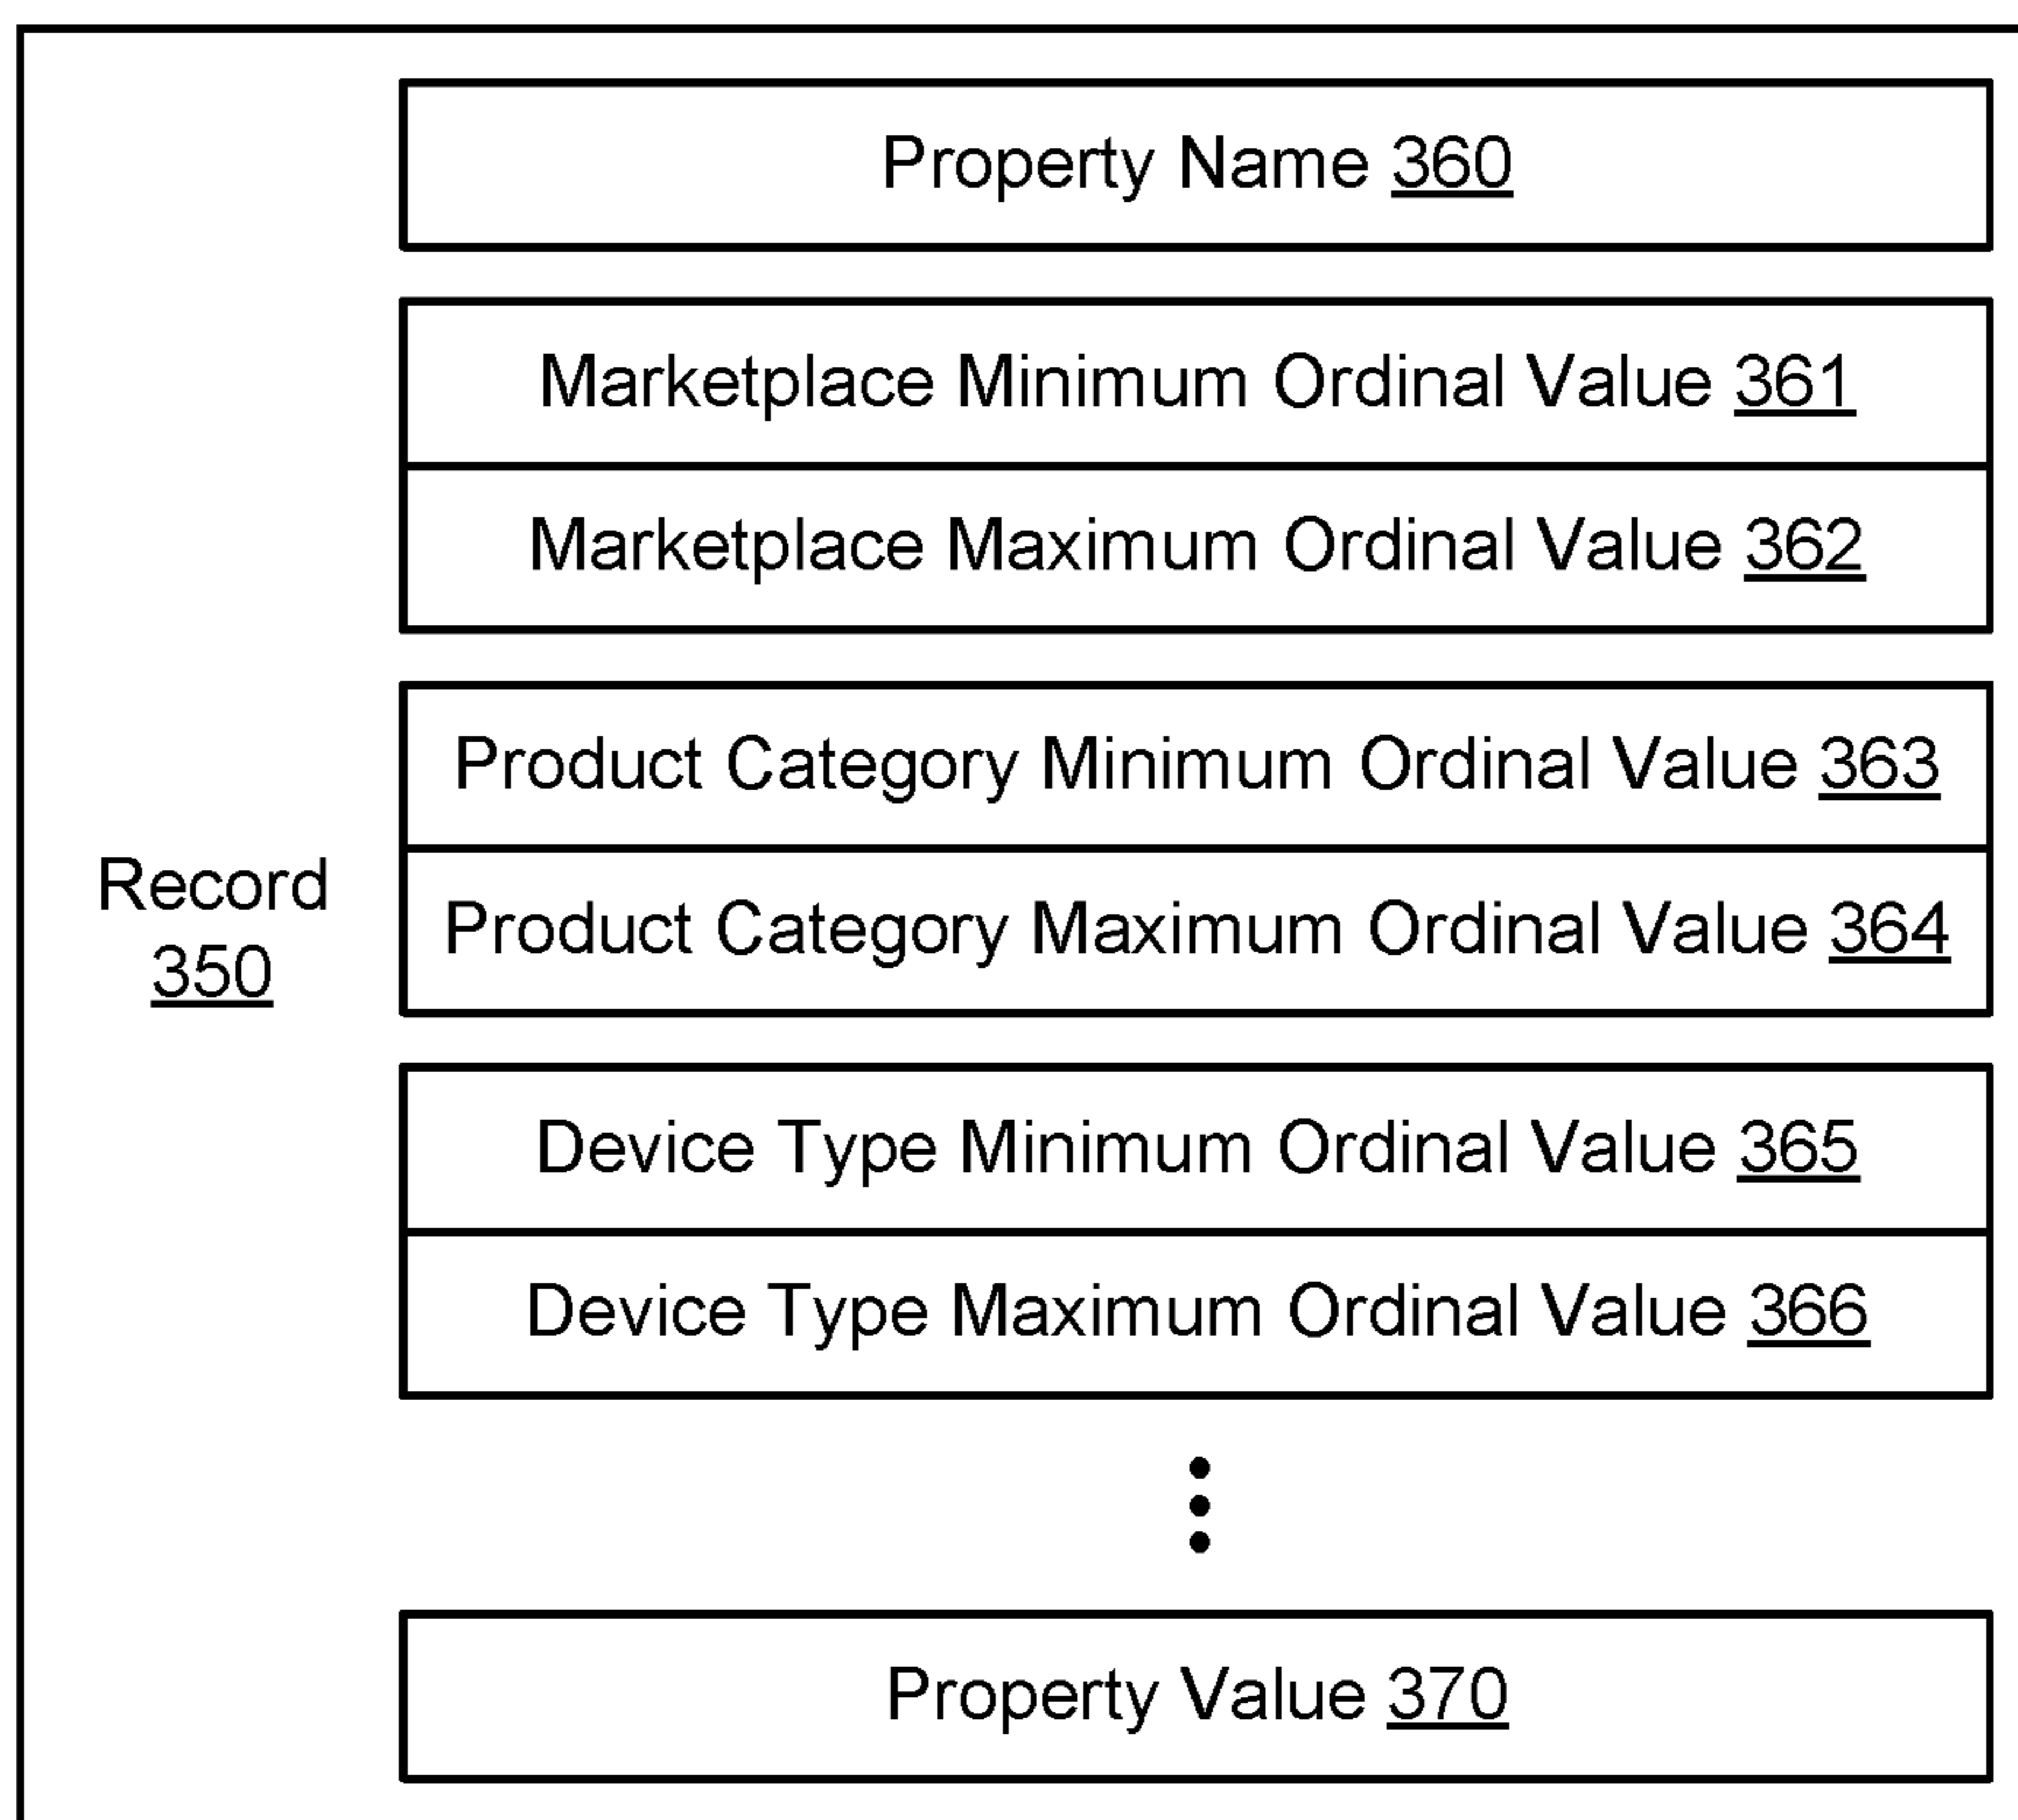 Property Name 360
Marketplace Minimum Ordinal Value 361
Marketplace Maximum Ordinal Value 362
Product Category Minimum Ordinal Value 363
Record
350
Product Category Maximum Ordinal Value 364
Device Type Minimum Ordinal Value 365
Device Type Maximum Ordinal Value 366
Property Value 370